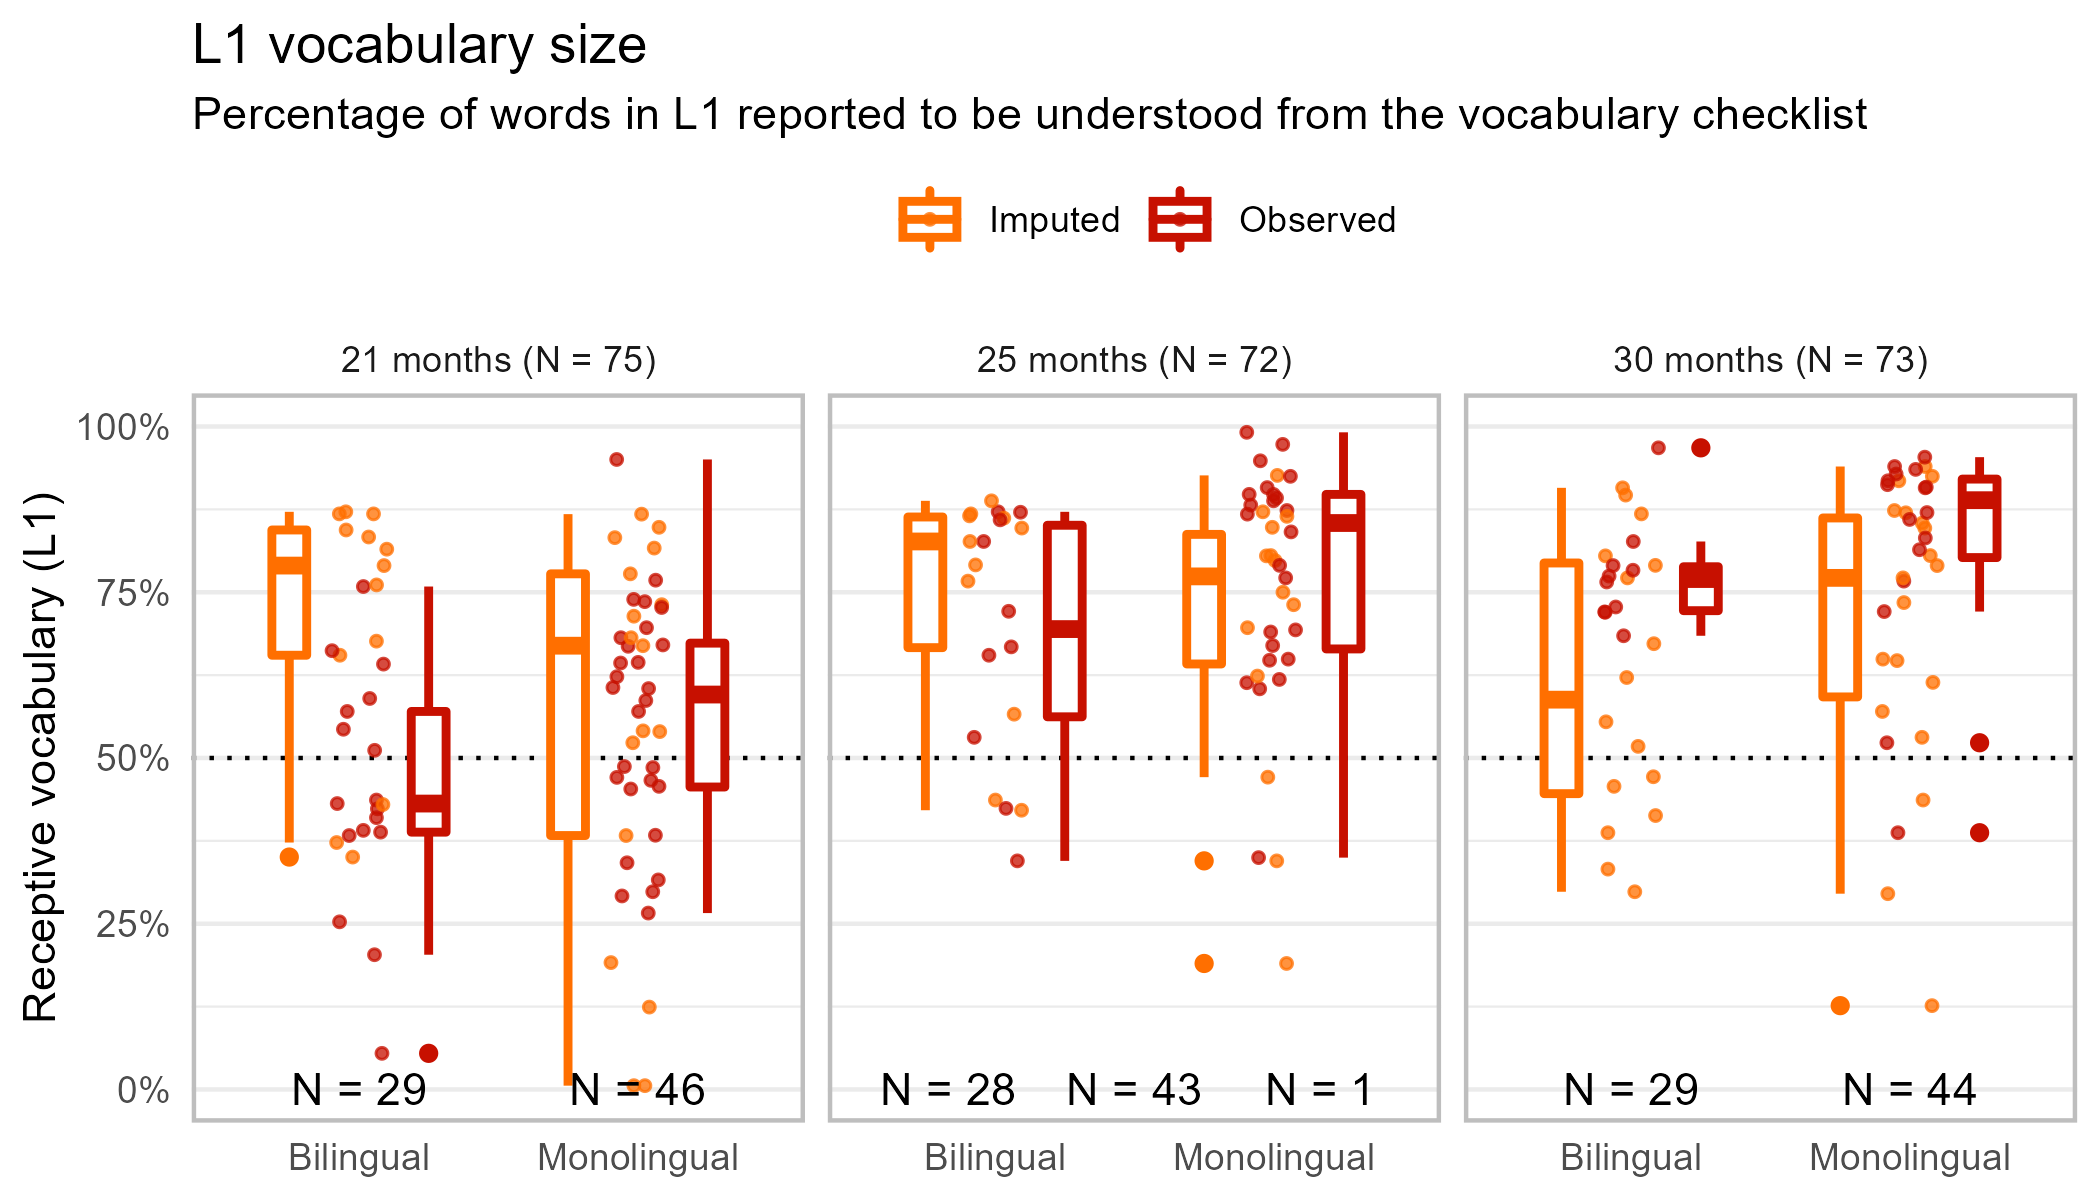 L1 vocabulary size
Percentage of words in L1 reported to be understood from the vocabulary checklist
Imputed
Observed
21 months (N = 75)
25 months (N = 72)
30 months (N = 73)
Receptive vocabulary (L1)
100%
75%
50%
25%
0%
N = 29
N = 46
N = 28
N = 43
N = 1
N = 29
N = 44
Bilingual
Monolingual
Bilingual
Monolingual
Bilingual
Monolingual